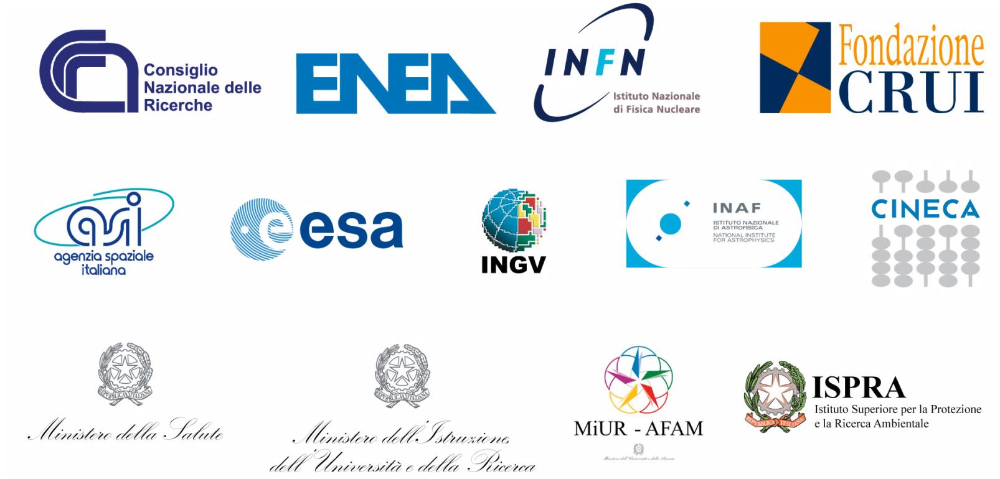 Consiglio
Nazionale delle
Ricerche
ENEA
INFN
Istituto Nazionale
di Fisica Nucleare
Fondazione
CRUI
asi
agenzia spaziale
italiana
esa
INGV
INAF
ISTITUTO NAZIONALE
DI ASTROFISICA
NATIONAL INSTITUTE
FOR ASTROPHYSICS
CINECA
REPVBBLICA ITALIANA
Ministero della Salute
REPVBBLICA ITALIANA
Ministero dell'Istruzione,
dell'Università e della Ricerca
MiUR - AFAM
Ministero dell'Università e della Ricerca
REPVBBLICA ITALIANA
ISPRA
Istituto Superiore per la Protezione
e la Ricerca Ambientale